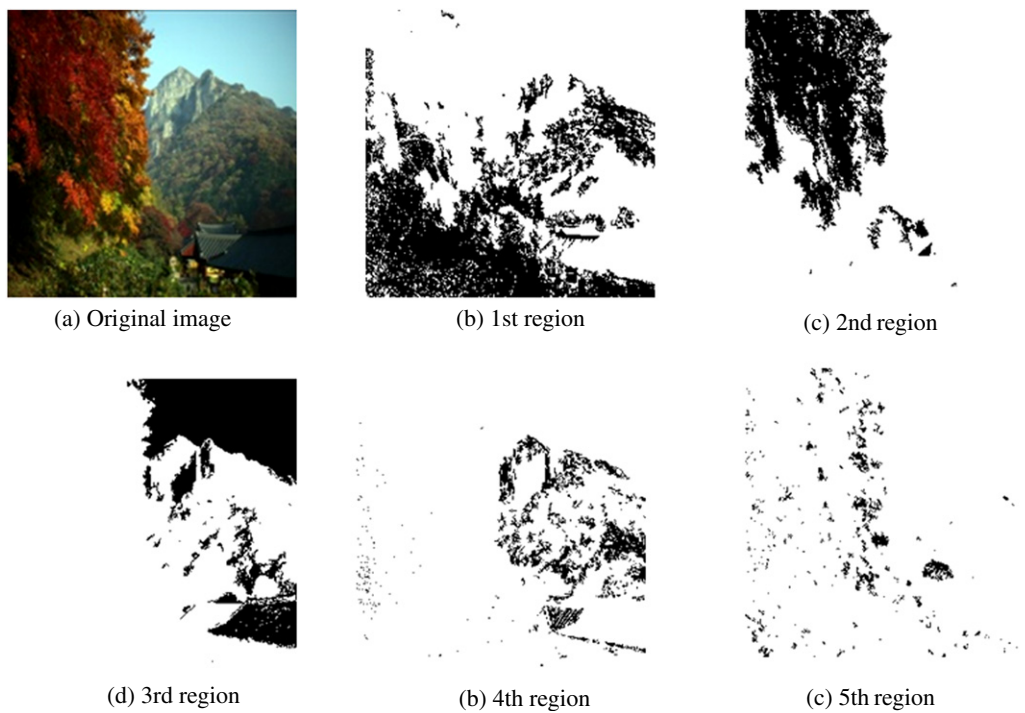 (a) Original image
(b) 1st region
(c) 2nd region
(d) 3rd region
(b) 4th region
(c) 5th region